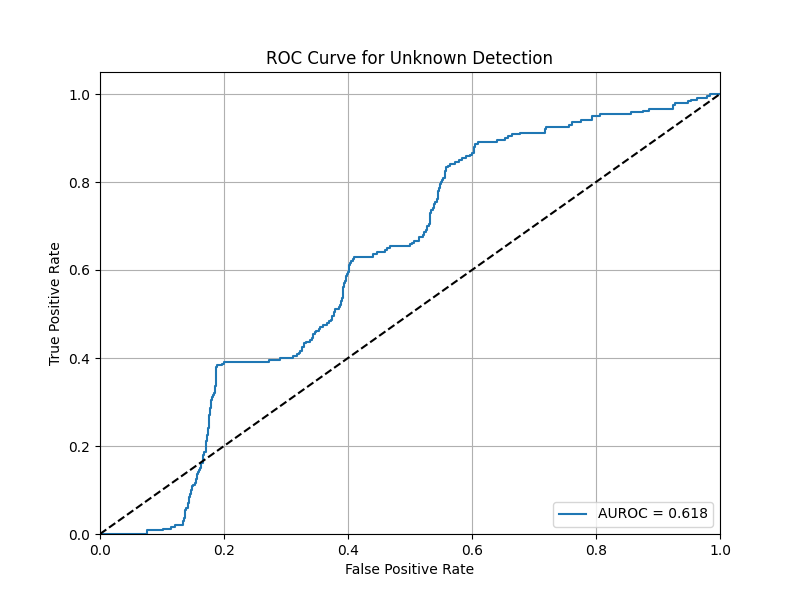 ROC Curve for Unknown Detection
True Positive Rate
1.0
0.8
0.6
0.4
0.2
0.0
0.0 0.2 0.4 0.6 0.8 1.0
False Positive Rate
AUROC = 0.618